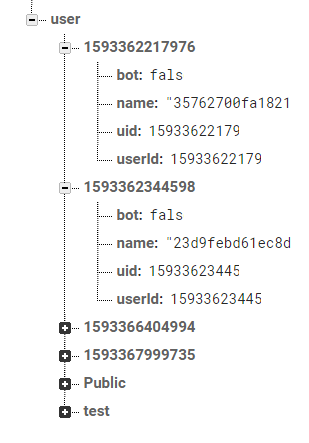 user
1593362217976
bot: fals
name: "35762700fa1821
uid: 15933622179
userId: 15933622179
1593362344598
bot: fals
name: "23d9febd61ec8d
uid: 15933623445
userId: 15933623445
1593366404994
1593367999735
Public
test